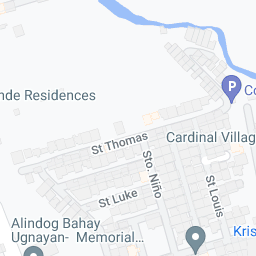 nde Residences
P
Co
St Thomas
Cardinal Villag
Sto. Niño
St Luke
St Louis
Alindog Bahay
Ugnayan- Memorial...
Kris